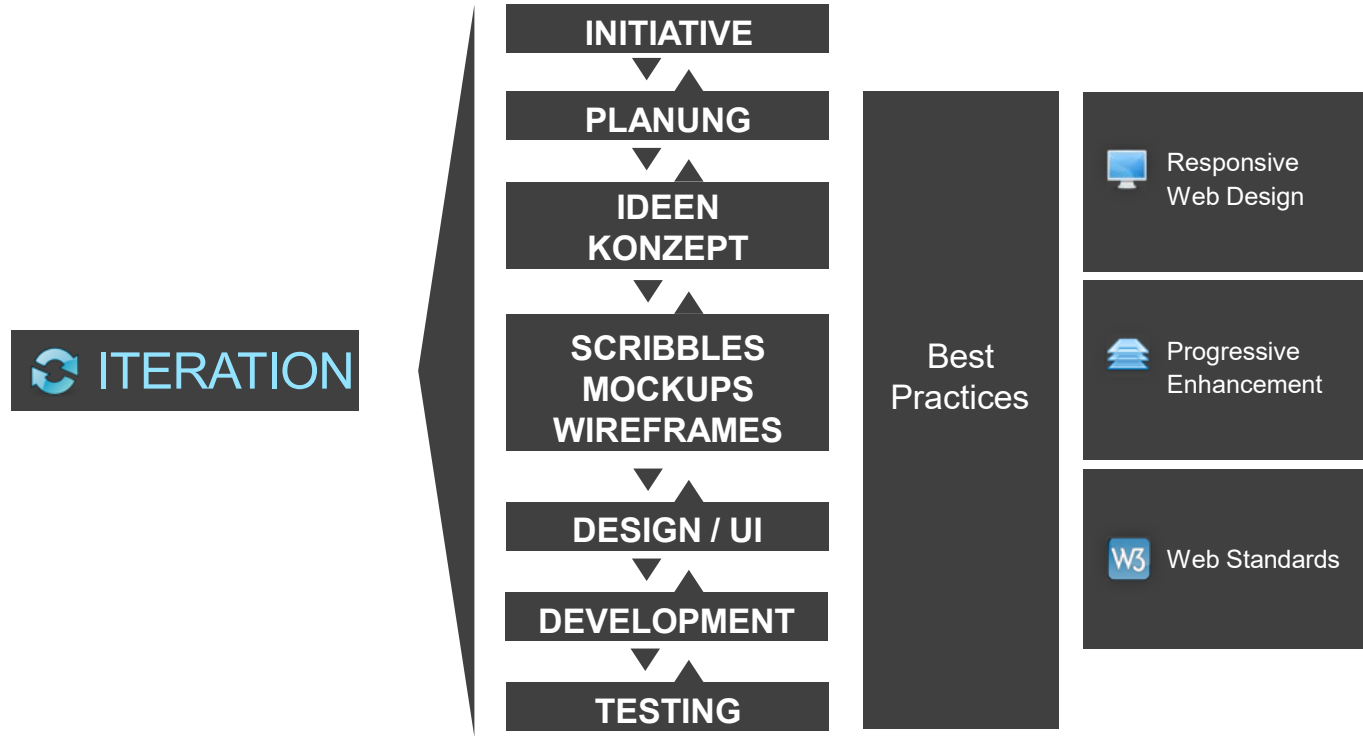 ITERATION
INITIATIVE
PLANUNG
IDEEN
KONZEPT
SCRIBBLES
MOCKUPS
WIREFRAMES
DESIGN / UI
DEVELOPMENT
TESTING
Best
Practices
Responsive
Web Design
Progressive
Enhancement
W3
Web Standards